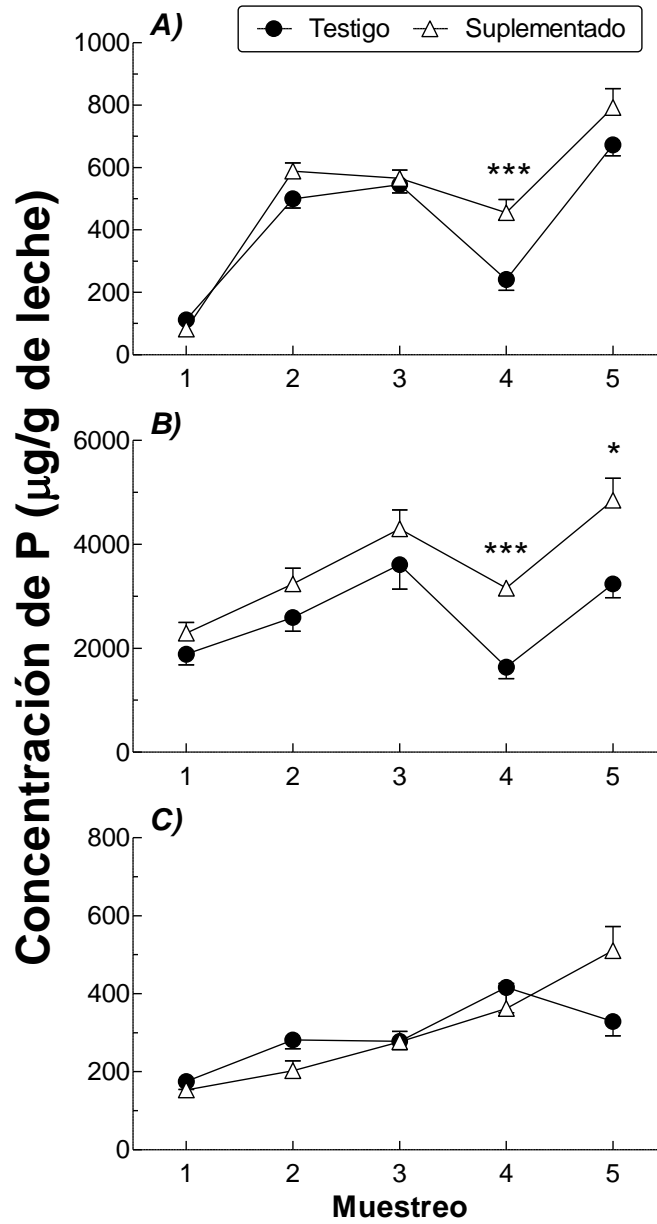 A)
Testigo Suplementado
1000
800
600
400
200
0
***
1 2 3 4 5
B)
6000
4000
2000
0
***
*
1 2 3 4 5
C)
800
600
400
200
0
1 2 3 4 5
Muestreo
Concentración de P (µg/g de leche)